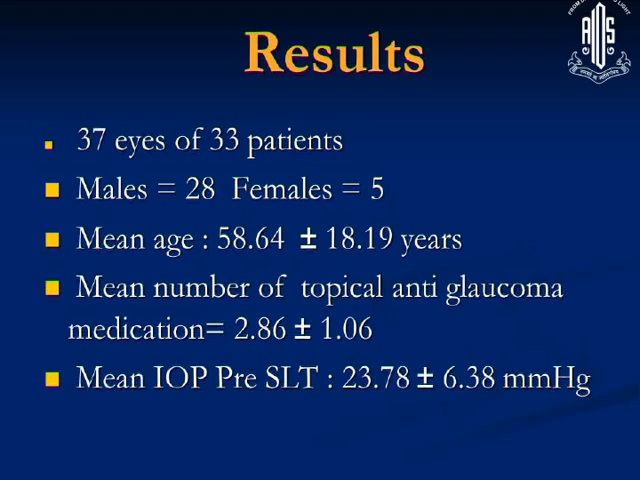 Results
37 eyes of 33 patients
Males = 28 Females = 5
Mean age : 58.64 ± 18.19 years
Mean number of topical anti glaucoma
medication= 2.86 ± 1.06
Mean IOP Pre SLT : 23.78 ± 6.38 mmHg